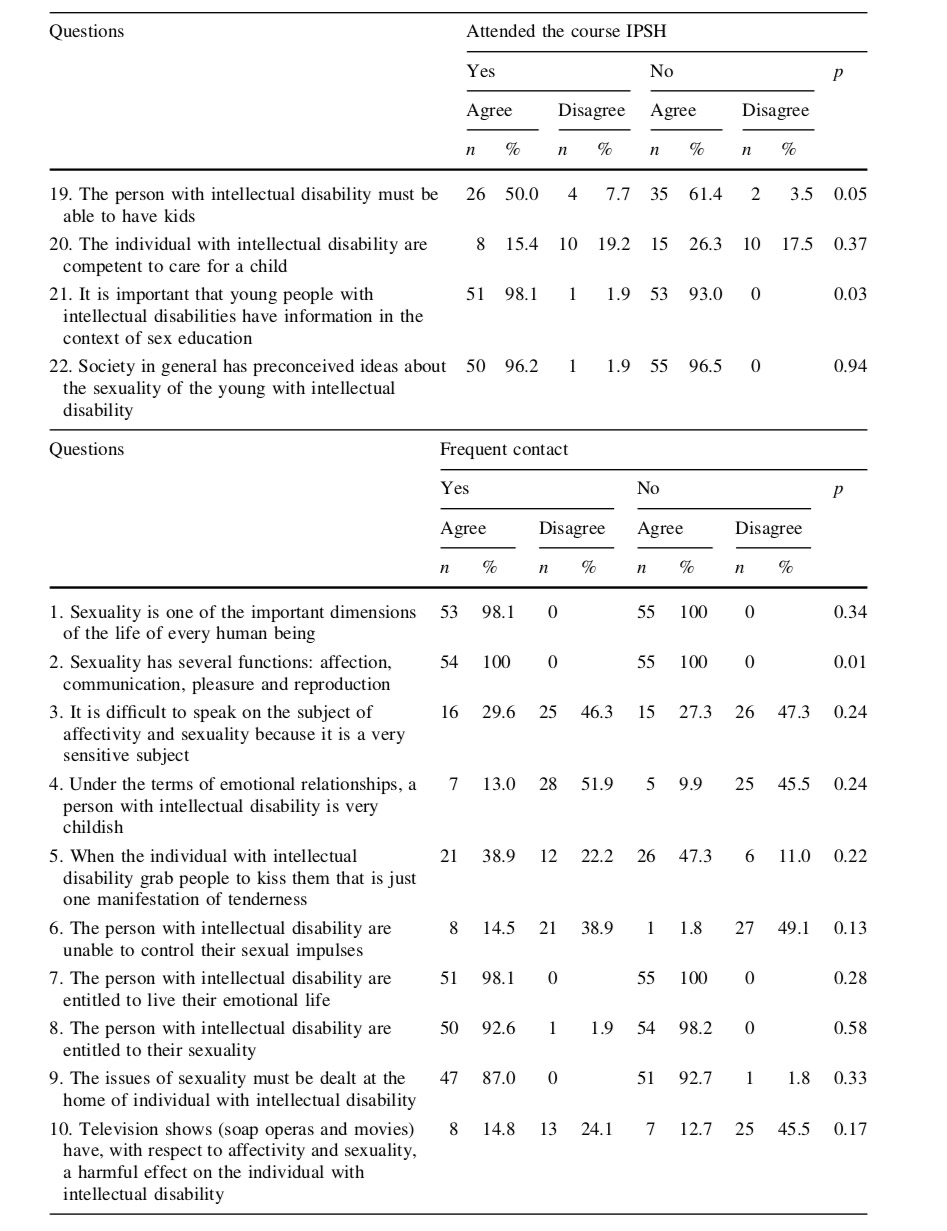 Questions Attended the course IPSH
Yes No p
Agree Disagree Agree Disagree
n % n % n % n %
19. The person with intellectual disability must be 26 50.0 4 7.7 35 61.4 2 3.5 0.05
able to have kids
20. The individual with intellectual disability are 8 15.4 10 19.2 15 26.3 10 17.5 0.37
competent to care for a child
21. It is important that young people with 51 98.1 1 1.9 53 93.0 0 0.03
intellectual disabilities have information in the
context of sex education
22. Society in general has preconceived ideas about 50 96.2 1 1.9 55 96.5 0 0.94
the sexuality of the young with intellectual
disability
Questions Frequent contact
Yes No p
Agree Disagree Agree Disagree
n % n % n % n %
1. Sexuality is one of the important dimensions 53 98.1 0 55 100 0 0.34
of the life of every human being
2. Sexuality has several functions: affection, 54 100 0 55 100 0 0.01
communication, pleasure and reproduction
3. It is difficult to speak on the subject of 16 29.6 25 46.3 15 27.3 26 47.3 0.24
affectivity and sexuality because it is a very
sensitive subject
4. Under the terms of emotional relationships, a 7 13.0 28 51.9 5 9.9 25 45.5 0.24
person with intellectual disability is very
childish
5. When the individual with intellectual 21 38.9 12 22.2 26 47.3 6 11.0 0.22
disability grab people to kiss them that is just
one manifestation of tenderness
6. The person with intellectual disability are 8 14.5 21 38.9 1 1.8 27 49.1 0.13
unable to control their sexual impulses
7. The person with intellectual disability are 51 98.1 0 55 100 0 0.28
entitled to live their emotional life
8. The person with intellectual disability are 50 92.6 1 1.9 54 98.2 0 0.58
entitled to their sexuality
9. The issues of sexuality must be dealt at the 47 87.0 0 51 92.7 1 1.8 0.33
home of individual with intellectual disability
10. Television shows (soap operas and movies) 8 14.8 13 24.1 7 12.7 25 45.5 0.17
have, with respect to affectivity and sexuality,
a harmful effect on the individual with
intellectual disability